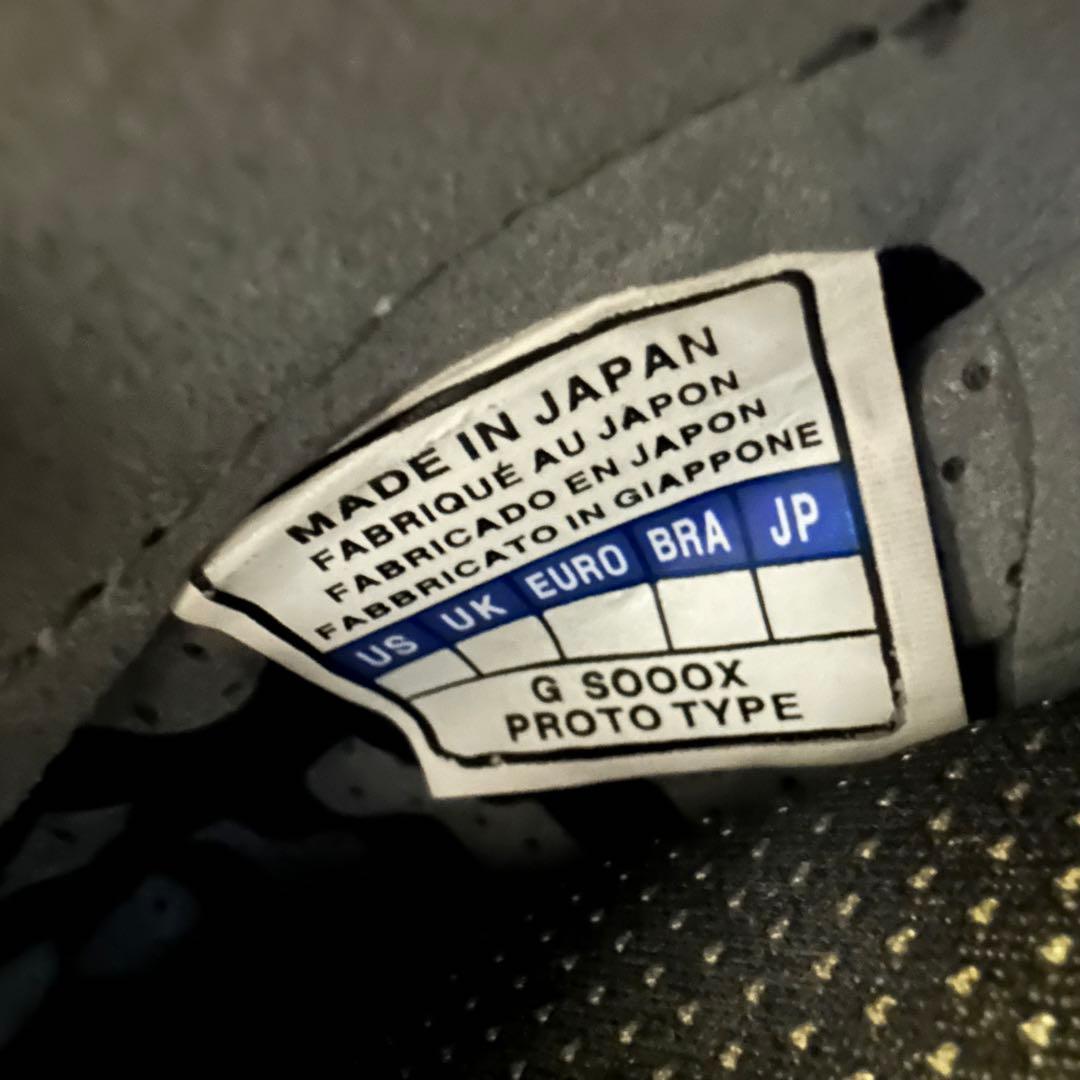 MADE IN JAPAN
FABRIQUÉ AU JAPON
FABRICADO EN JAPON
FABBRICATO IN GIAPPONE
US UK EURO BRA JP
G SOOOX
PROTO TYPE